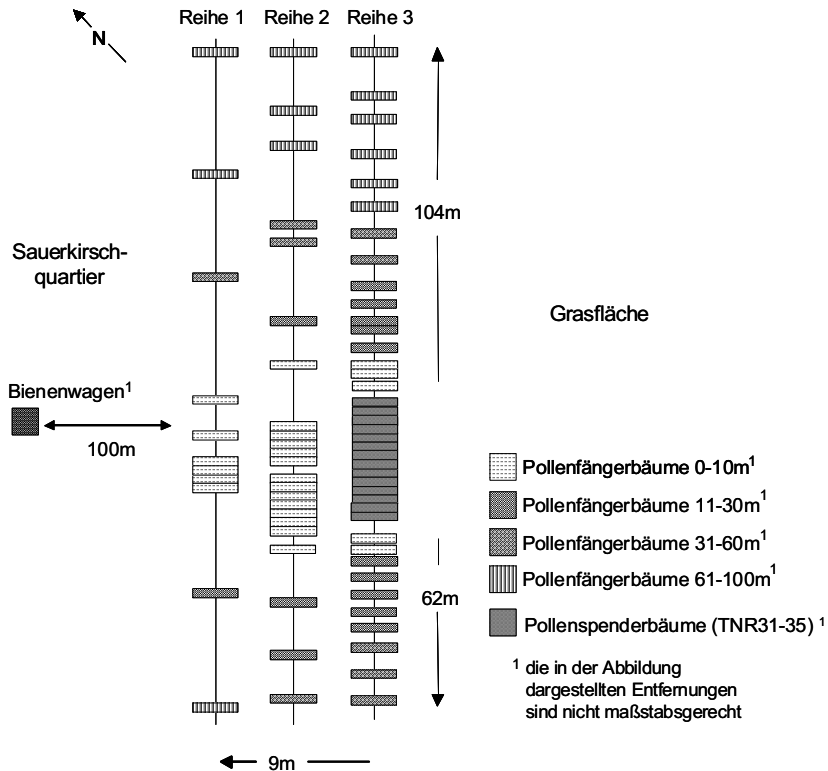 N
Reihe 1
Reihe 2
Reihe 3
104m
Sauerkirsch-
quartier
Grasfläche
Bienenwagen¹
100m
Pollenfängerbäume 0-10m¹
Pollenfängerbäume 11-30m¹
Pollenfängerbäume 31-60m¹
Pollenfängerbäume 61-100m¹
62m
Pollenspenderbäume (TNR31-35) ¹
¹ die in der Abbildung
dargestellten Entfernungen
sind nicht maßstabsgerecht
9m